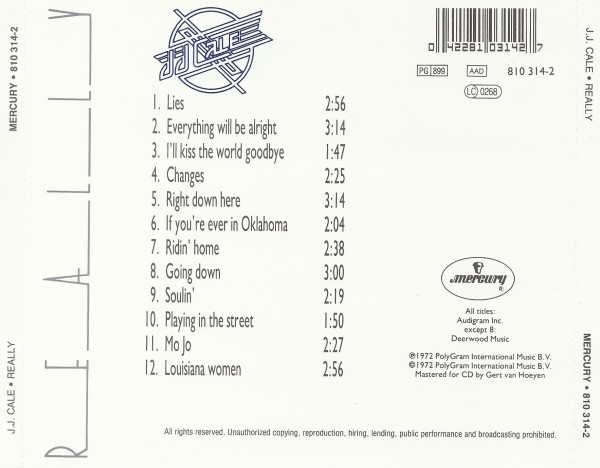 MERCURY • 810 314-2
J.J. CALE • REALLY
REALLY
JJ CALE
1. Lies 2:56
2. Everything will be alright 3:14
3. I'll kiss the world goodbye 1:47
4. Changes 2:25
5. Right down here 3:14
6. If you're ever in Oklahoma 2:04
7. Ridin' home 2:38
8. Going down 3:00
9. Soulin' 2:19
10. Playing in the street 1:50
11. Mo Jo 2:27
12. Louisiana women 2:56
0 42281 03142 7
PG 899 AAD 810 314-2
LC 0268
mercury
R
All titles:
Audigram Inc.
except 8:
Deerwood Music
℗1972 PolyGram International Music B.V.
©1972 PolyGram International Music B.V.
Mastered for CD by Gert van Hoeyen
All rights reserved. Unauthorized copying, reproduction, hiring, lending, public performance and broadcasting prohibited.
J.J. CALE • REALLY
MERCURY • 810 314-2